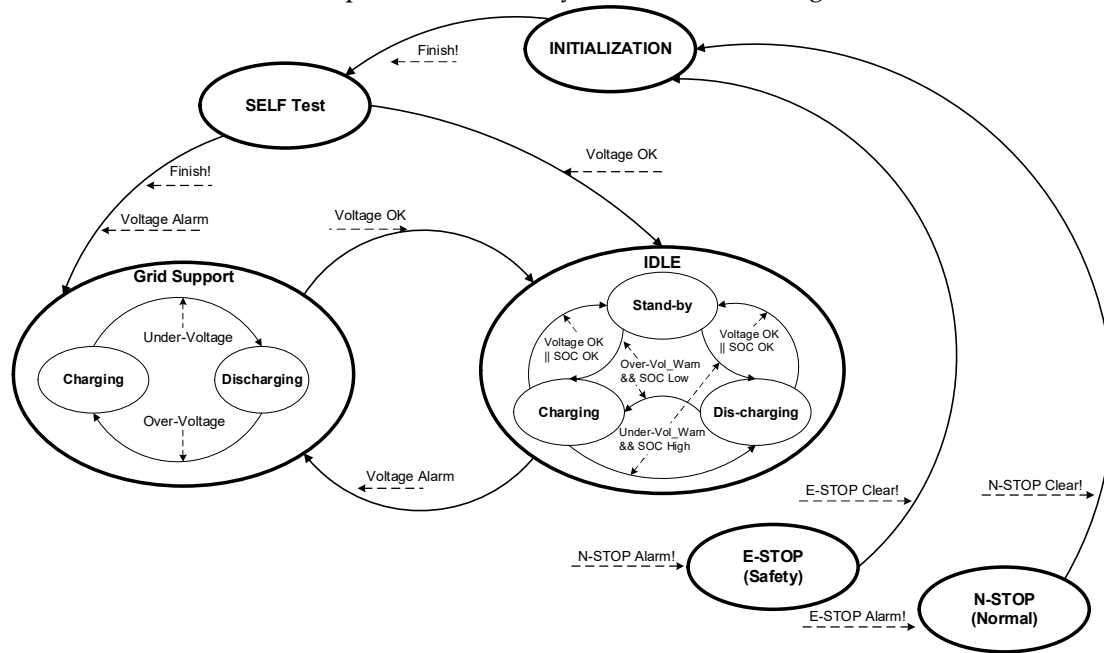 INITIALIZATION
Finish!
SELF Test
Voltage OK
Finish!
Voltage Alarm
Voltage OK
Grid Support
Under-Voltage
Charging
Discharging
Over-Voltage
IDLE
Stand-by
Voltage OK
|| SOC OK
Voltage OK
|| SOC OK
Over-Vol_Warn
&& SOC Low
Charging
Dis-charging
Under-Vol_Warn
&& SOC High
Voltage Alarm
E-STOP Clear!
N-STOP Clear!
N-STOP Alarm!
E-STOP
(Safety)
E-STOP Alarm!
N-STOP
(Normal)